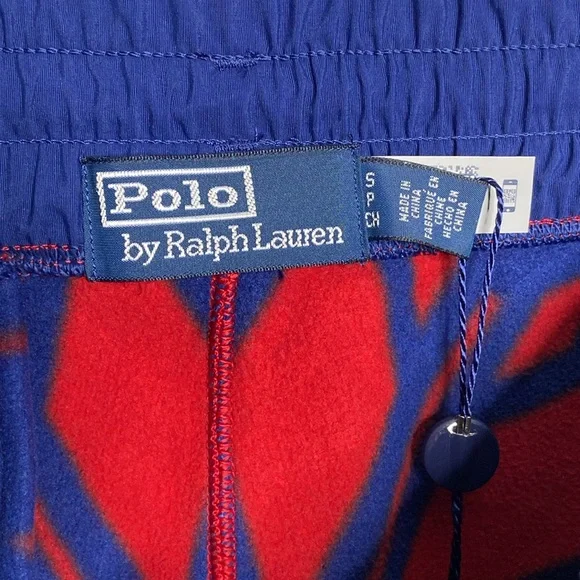 Polo
by Ralph Lauren
S
P
CH
MADE IN
CHINA
FABRIQUÉ EN
CHINE
HECHO EN
CHINA